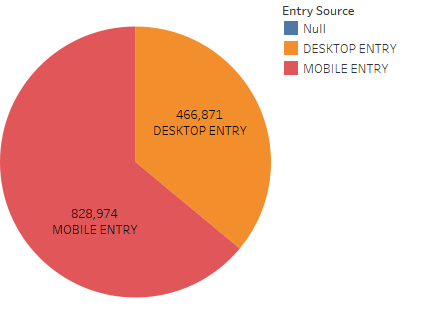 Entry Source
Null
DESKTOP ENTRY
MOBILE ENTRY
466,871
DESKTOP ENTRY
828,974
MOBILE ENTRY